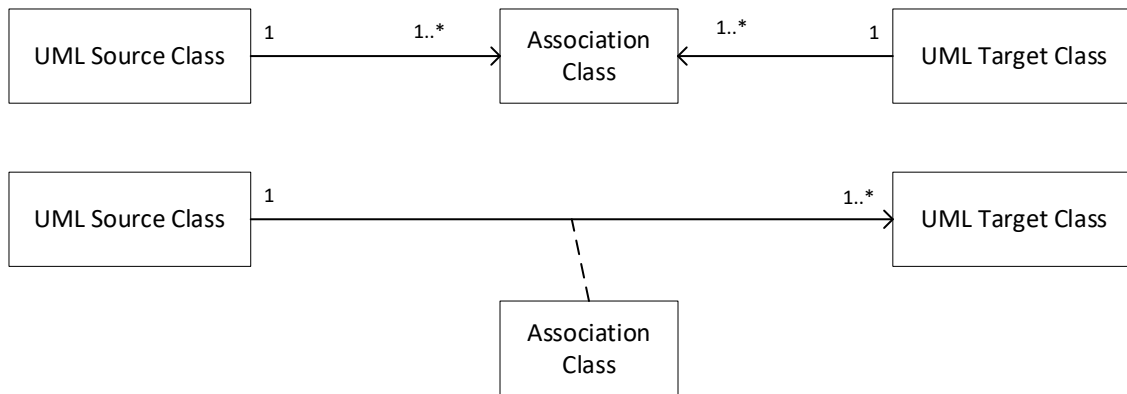 1 1..* 1..* 1
UML Source Class Association Class UML Target Class
1 1..*
UML Source Class UML Target Class
Association
Class